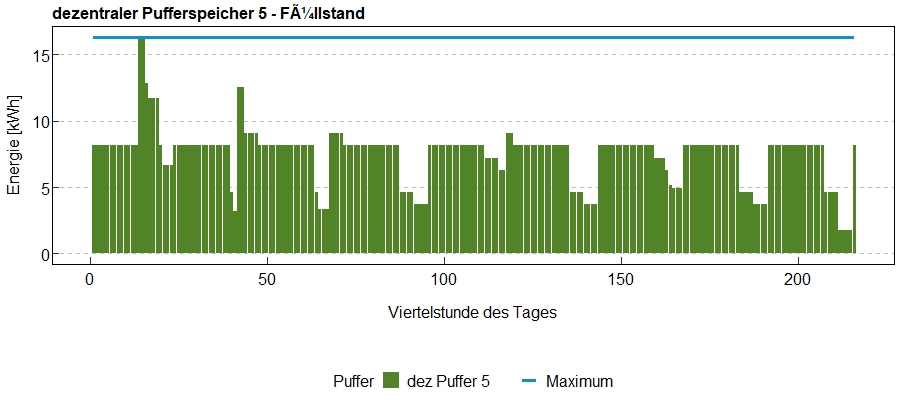 dezentraler Pufferspeicher 5 - FÃ¼llstand
Energie [kWh]
15
10
5
0
0 50 100 150 200
Viertelstunde des Tages
Puffer dez Puffer 5 Maximum